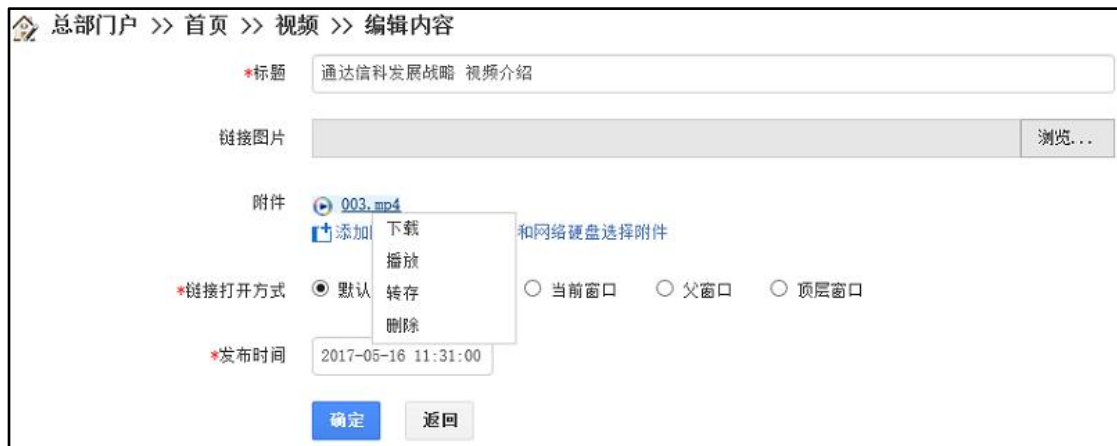 总部门户 >> 首页 >> 视频 >> 编辑内容
*标题 通达信科发展战略 视频介绍
链接图片 浏览...
附件 003.mp4
添加 和网络硬盘选择附件
下载
播放
转存
删除
*链接打开方式 默认 当前窗口 父窗口 顶层窗口
*发布时间 2017-05-16 11:31:00
确定 返回